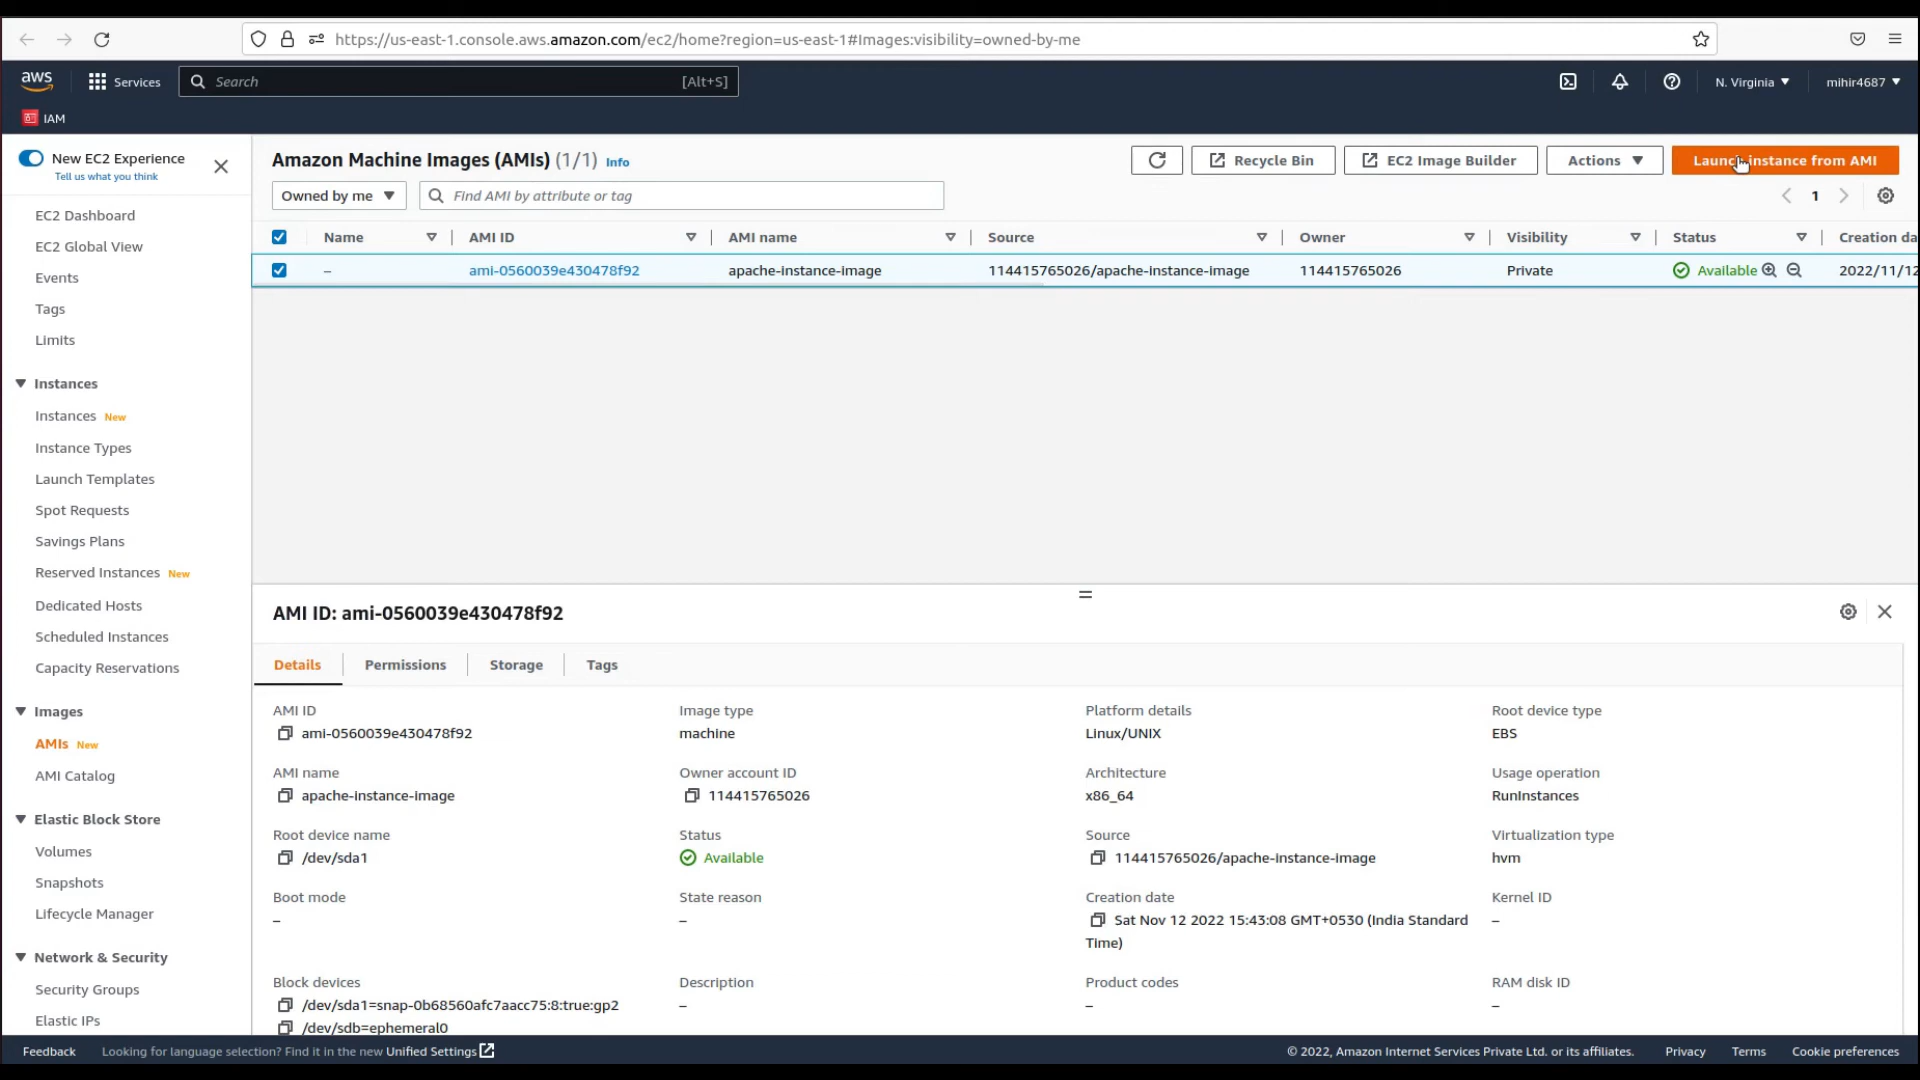 https://us-east-1.console.aws.amazon.com/ec2/home?region=us-east-1#Images:visibility=owned-by-me
aws
Services
Search
[Alt+S]
N. Virginia
mihir4687
IAM
New EC2 Experience
Tell us what you think
EC2 Dashboard
EC2 Global View
Events
Tags
Limits
Instances
Instances New
Instance Types
Launch Templates
Spot Requests
Savings Plans
Reserved Instances New
Dedicated Hosts
Scheduled Instances
Capacity Reservations
Images
AMIs New
AMI Catalog
Elastic Block Store
Volumes
Snapshots
Lifecycle Manager
Network & Security
Security Groups
Elastic IPs
Amazon Machine Images (AMIs) (1/1) Info
Recycle Bin
EC2 Image Builder
Actions
Launch instance from AMI
Owned by me
Find AMI by attribute or tag
1
Name AMI ID AMI name Source Owner Visibility Status Creation da
– ami-0560039e430478f92 apache-instance-image 114415765026/apache-instance-image 114415765026 Private Available 2022/11/12
AMI ID: ami-0560039e430478f92
Details Permissions Storage Tags
AMI ID
ami-0560039e430478f92
Image type
machine
Platform details
Linux/UNIX
Root device type
EBS
AMI name
apache-instance-image
Owner account ID
114415765026
Architecture
x86_64
Usage operation
RunInstances
Root device name
/dev/sda1
Status
Available
Source
114415765026/apache-instance-image
Virtualization type
hvm
Boot mode
–
State reason
–
Creation date
Sat Nov 12 2022 15:43:08 GMT+0530 (India Standard
Time)
Kernel ID
–
Block devices
/dev/sda1=snap-0b68560afc7aacc75:8:true:gp2
/dev/sdb=ephemeral0
Description
–
Product codes
–
RAM disk ID
–
Feedback
Looking for language selection? Find it in the new Unified Settings
© 2022, Amazon Internet Services Private Ltd. or its affiliates.
Privacy
Terms
Cookie preferences